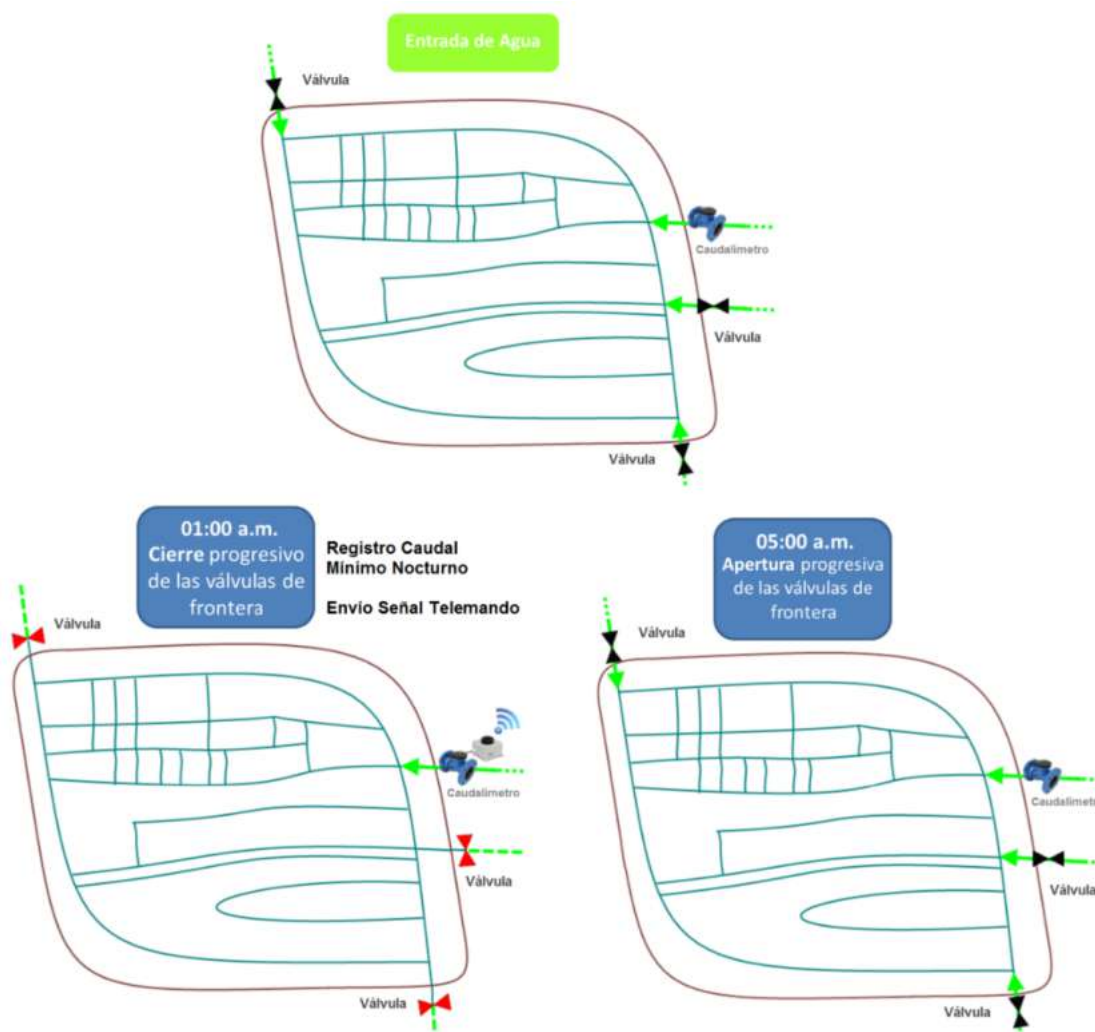 Entrada de Agua
Válvula
Caudalimetro
Válvula
Válvula
01:00 a.m.
Cierre progresivo
de las válvulas de
frontera
Registro Caudal
Mínimo Nocturno
Envío Señal Telemando
Válvula
Caudalimetro
Válvula
Válvula
05:00 a.m.
Apertura progresiva
de las válvulas de
frontera
Válvula
Caudalimetro
Válvula
Válvula